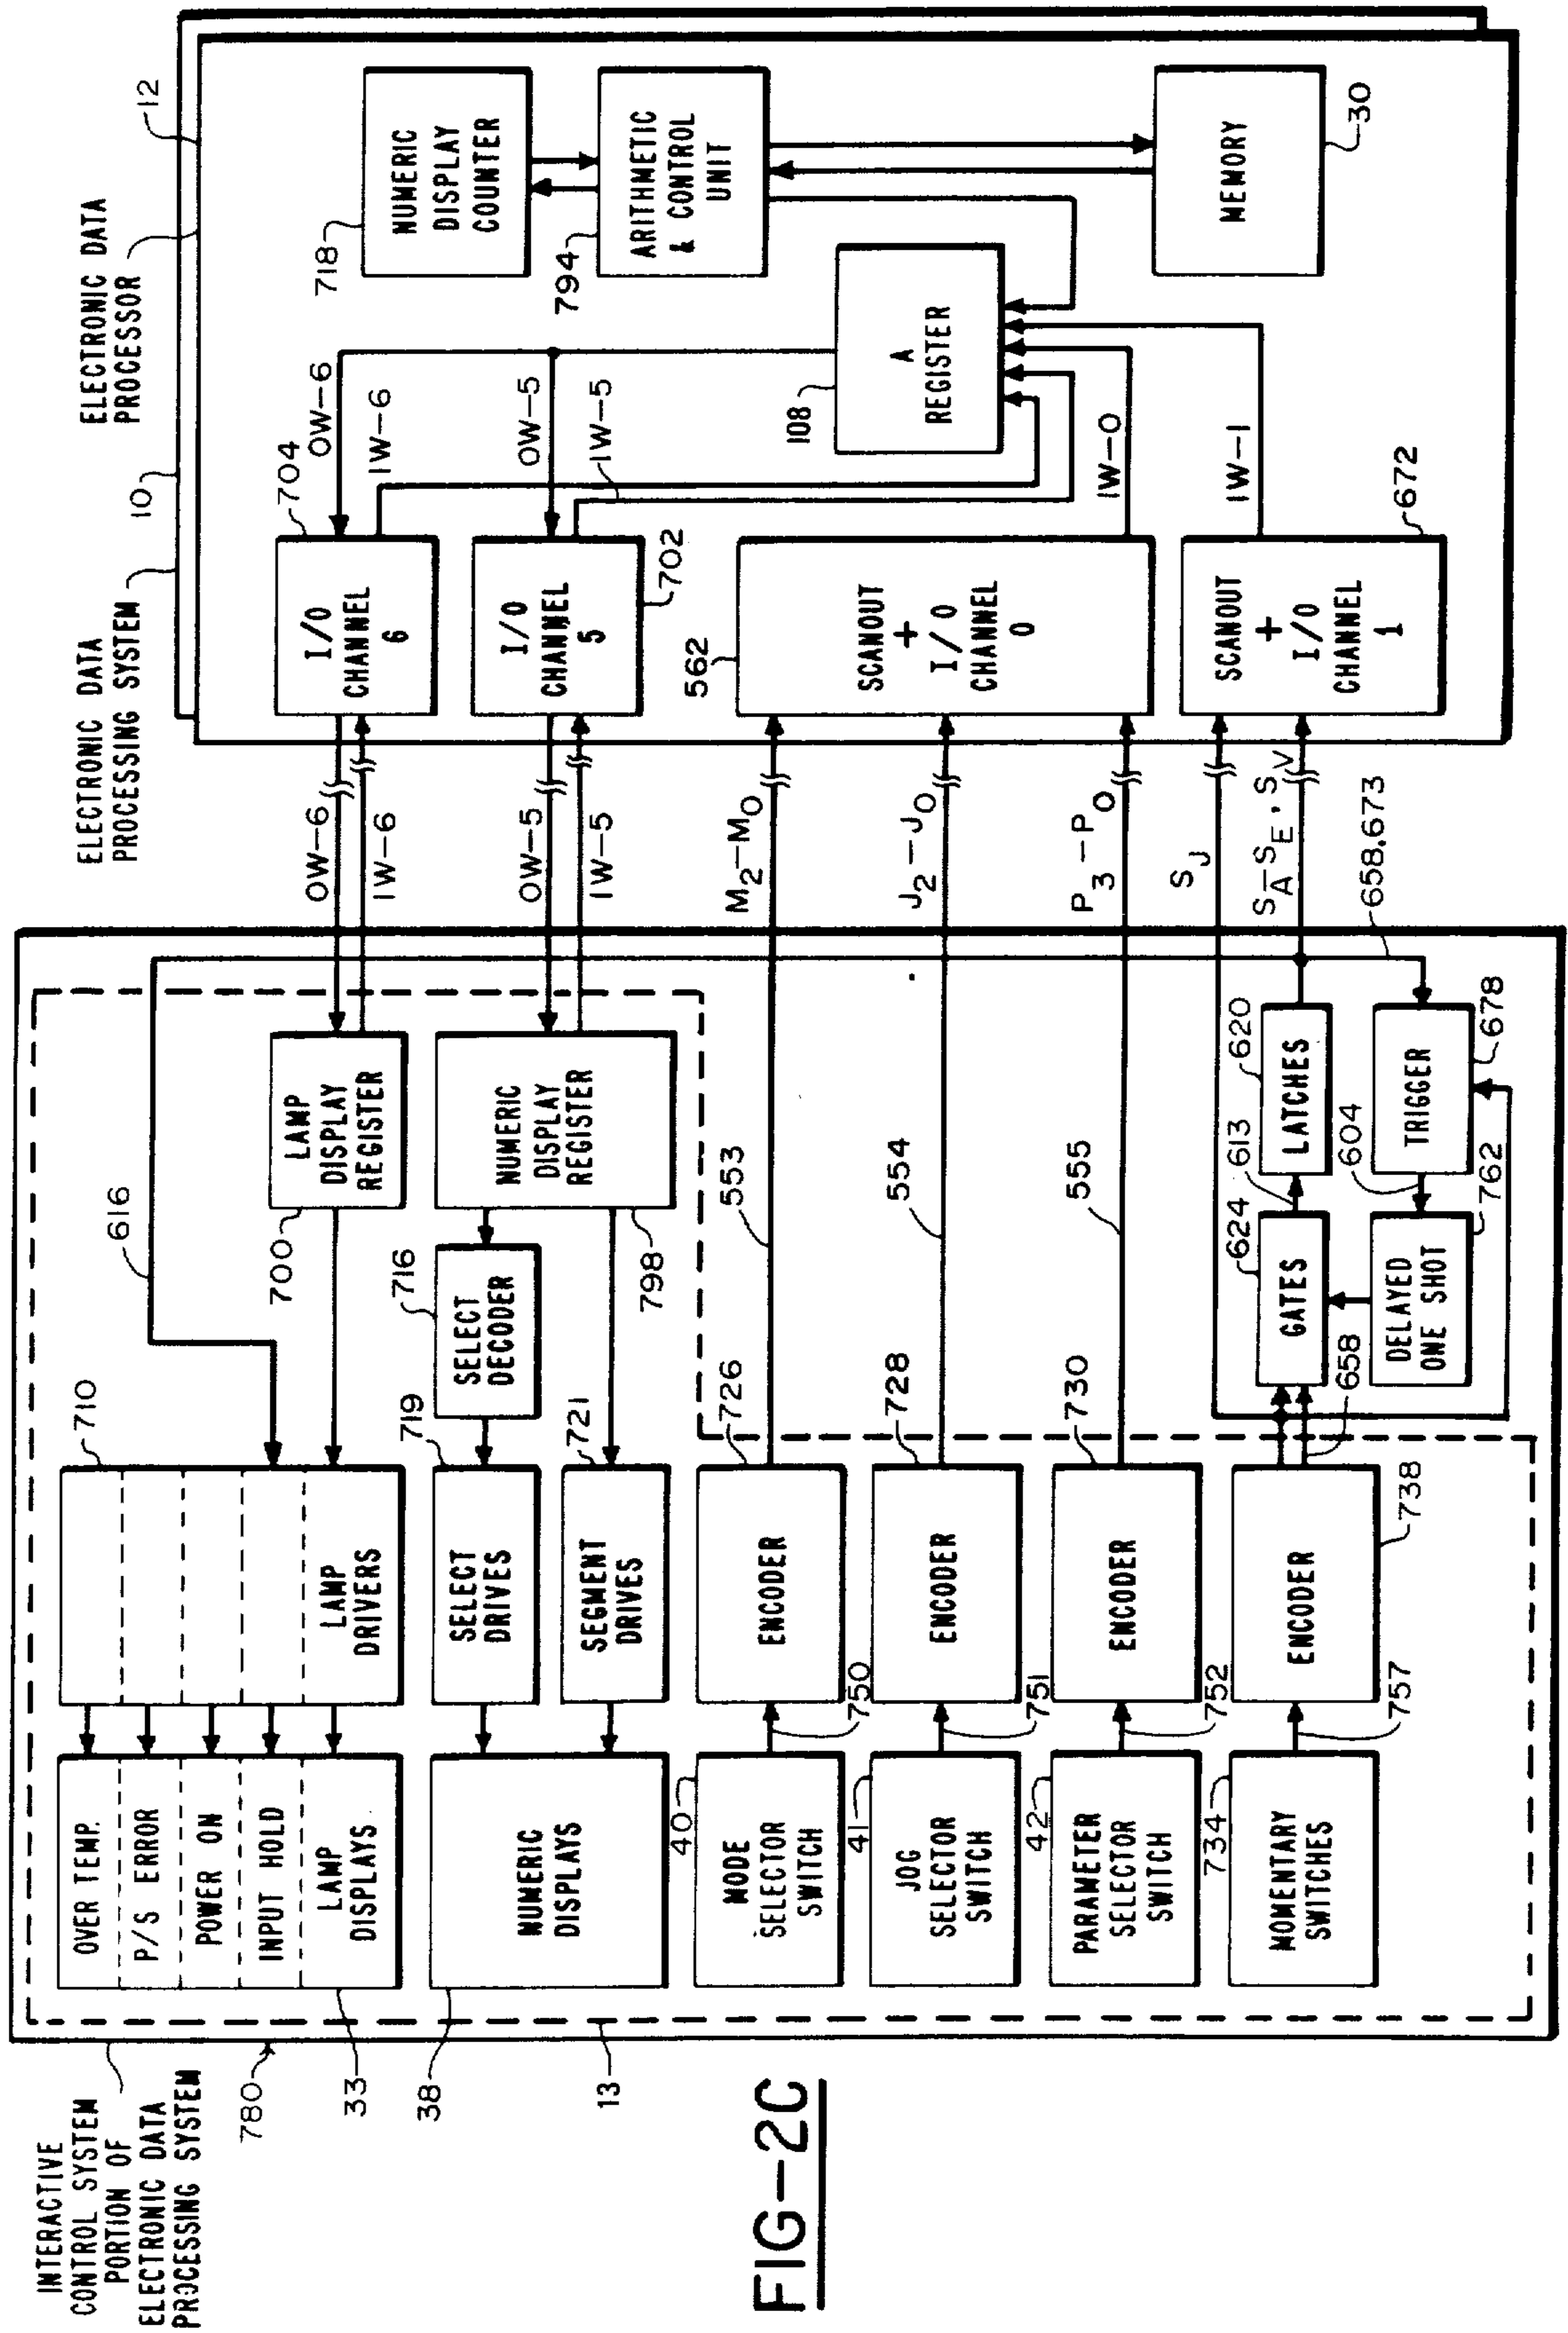 INTERACTIVE
CONTROL SYSTEM
PORTION OF
ELECTRONIC DATA
PROCESSING SYSTEM
780
33
38
13
OVER TEMP.
P/S ERROR
POWER ON
INPUT HOLD
LAMP
DISPLAYS
710
LAMP
DRIVERS
616
700
LAMP
DISPLAY
REGISTER
NUMERIC
DISPLAYS
719
SELECT
DRIVES
716
SELECT
DECODER
721
SEGMENT
DRIVES
NUMERIC
DISPLAY
REGISTER
798
40
MODE
SELECTOR
SWITCH
750
726
ENCODER
553
41
JOG
SELECTOR
SWITCH
751
728
ENCODER
554
42
PARAMETER
SELECTOR
SWITCH
752
730
ENCODER
555
734
MOMENTARY
SWITCHES
757
ENCODER
738
658
624
GATES
613
620
LATCHES
DELAYED
ONE SHOT
762
604
TRIGGER
678
658,673
OW-6
IW-6
OW-5
IW-5
M2-M0
J2-J0
P3-P0
SJ
SA-SE, SV
ELECTRONIC DATA
PROCESSING SYSTEM
10
ELECTRONIC DATA
PROCESSOR
12
704
I/O
CHANNEL
6
OW-6
IW-6
I/O
CHANNEL
5
702
OW-5
IW-5
562
SCANOUT
+
I/O
CHANNEL
0
IW-0
SCANOUT
+
I/O
CHANNEL
1
672
IW-1
108
A
REGISTER
718
NUMERIC
DISPLAY
COUNTER
794
ARITHMETIC
& CONTROL
UNIT
MEMORY
30
FIG-2C